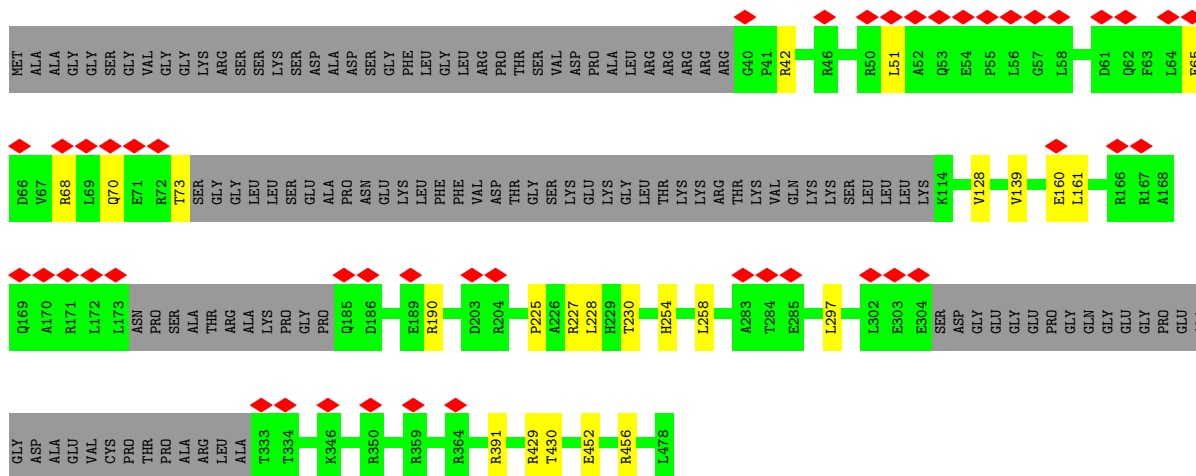 MET ALA ALA GLY GLY SER GLY VAL GLY GLY LYS ARG SER SER LYS SER ASP ALA ASP SER GLY PHE LEU GLY LEU ARG PRO THR SER VAL ASP PRO ALA LEU ARG ARG ARG ARG ARG G40 P41 R42 R46 R50 L51 A52 Q53 E54 P55 L56 G57 L58 D61 Q62 F63 L64 E65
D66 V67 R68 L69 Q70 E71 R72 T73 SER GLY GLY LEU LEU SER GLU ALA PRO ASN GLU LYS LEU PHE PHE VAL ASP THR GLY SER LYS GLU LYS GLY LEU THR LYS LYS ARG THR LYS VAL GLN LYS LYS SER LEU LEU LEU LYS K114 V128 V139 E160 L161 R166 R167 A168
Q169 A170 R171 L172 L173 ASN PRO SER ALA THR ARG ALA LYS PRO GLY PRO Q185 D186 E189 R190 D203 R204 P225 A226 R227 L228 H229 T230 H254 L258 A283 T284 E285 L297 L302 E303 E304 SER ASP GLY GLU GLY GLU PRO GLY GLN GLY GLU GLY PRO GLU
GLY ASP ALA GLU VAL CYS PRO THR PRO ALA ARG LEU ALA T333 T334 K346 R350 R359 R364 R391 R429 T430 E452 R456 L478